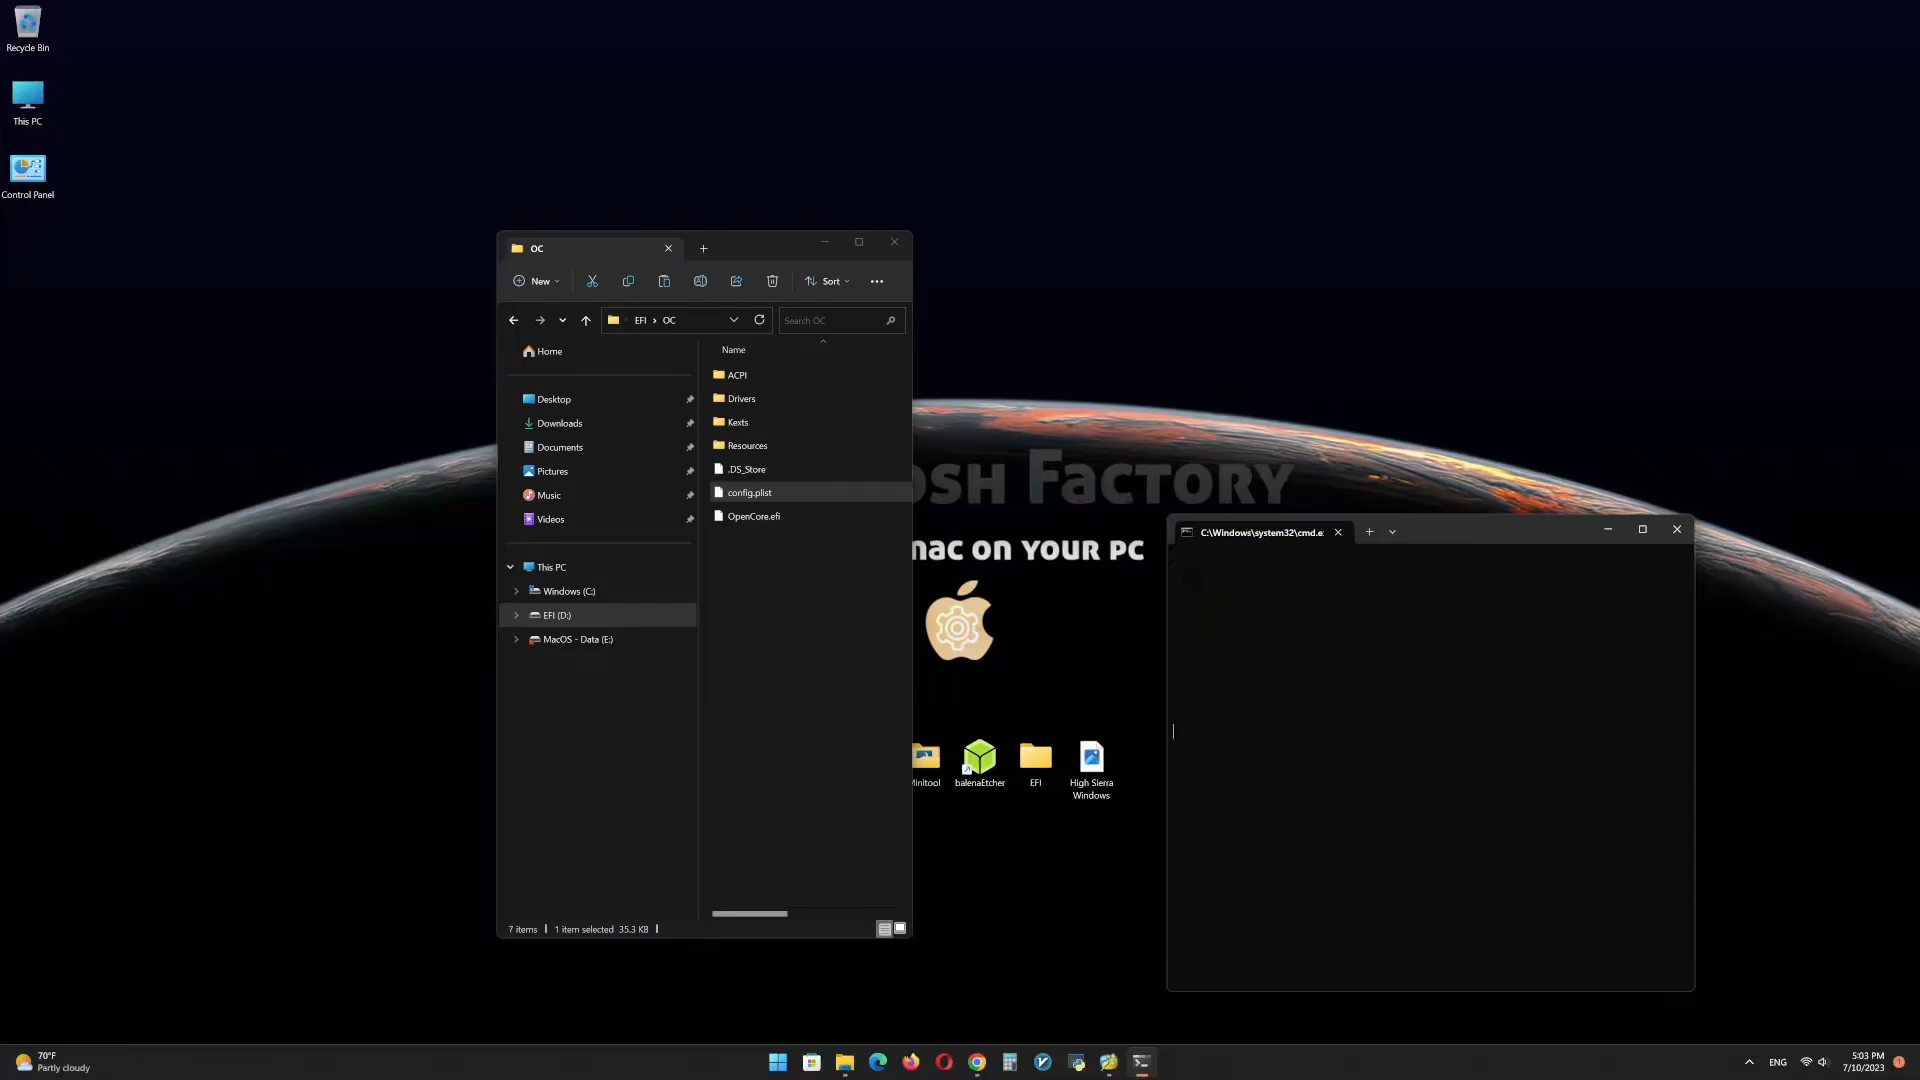 Recycle Bin
This PC
Control Panel
OC
New
Sort
EFI › OC
Search OC
Home
Desktop
Downloads
Documents
Pictures
Music
Videos
This PC
Windows (C:)
EFI (D:)
MacOS - Data (E:)
Name
ACPI
Drivers
Kexts
Resources
.DS_Store
config.plist
OpenCore.efi
7 items
1 item selected 35.3 KB
OSH FACTORY
MAC ON YOUR PC
C:\Windows\system32\cmd.e
Minitool
balenaEtcher
EFI
High Sierra
Windows
70°F
Partly cloudy
ENG
5:03 PM
7/10/2023
1